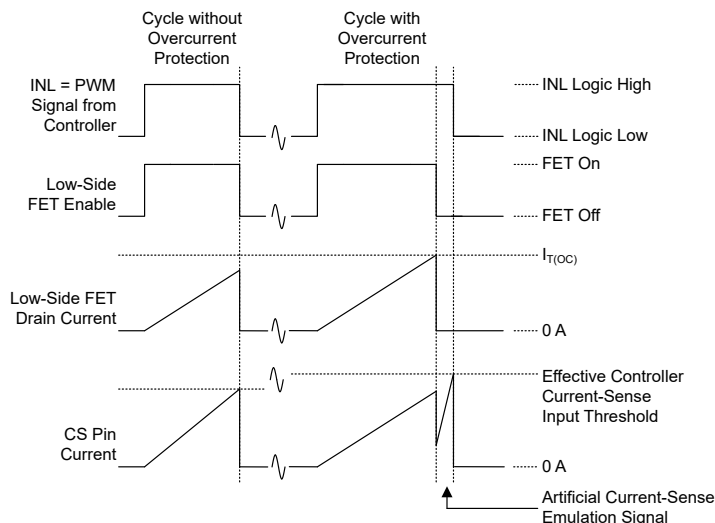 Cycle without
Overcurrent
Protection
Cycle with
Overcurrent
Protection
INL = PWM
Signal from
Controller
INL Logic High
INL Logic Low
Low-Side
FET Enable
FET On
FET Off
Low-Side FET
Drain Current
IT(OC)
0 A
CS Pin
Current
Effective Controller
Current-Sense
Input Threshold
0 A
Artificial Current-Sense
Emulation Signal